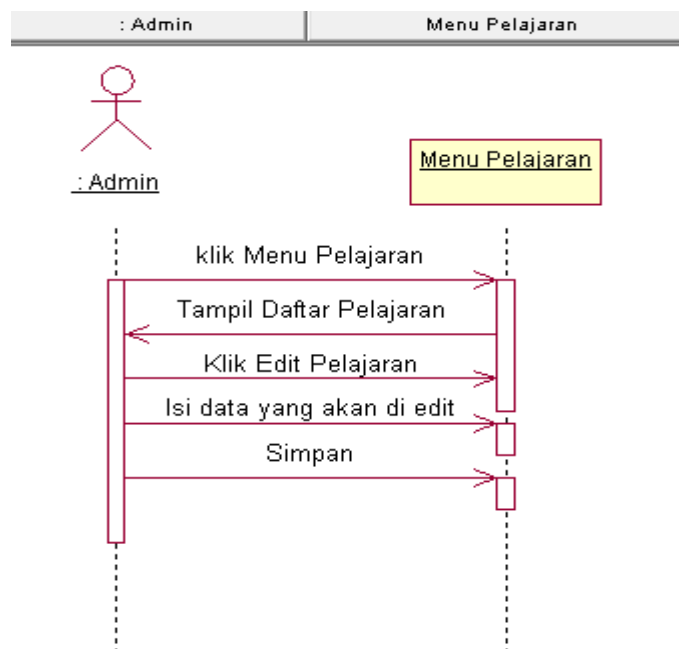 : Admin
Menu Pelajaran
Menu Pelajaran
: Admin
klik Menu Pelajaran
Tampil Daftar Pelajaran
Klik Edit Pelajaran
Isi data yang akan di edit
Simpan